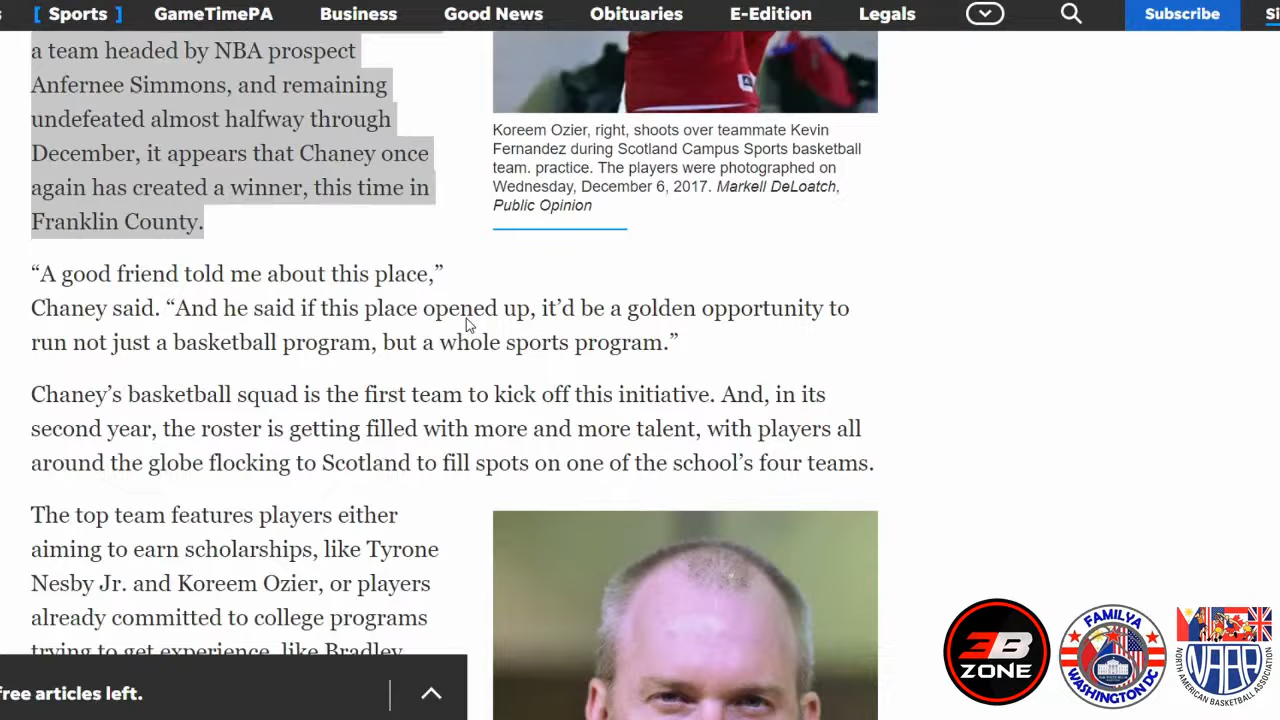 [ Sports ]
GameTimePA
Business
Good News
Obituaries
E-Edition
Legals
Subscribe
a team headed by NBA prospect
Anfernee Simmons, and remaining
undefeated almost halfway through
December, it appears that Chaney once
again has created a winner, this time in
Franklin County.
Koreem Ozier, right, shoots over teammate Kevin
Fernandez during Scotland Campus Sports basketball
team. practice. The players were photographed on
Wednesday, December 6, 2017. Markell DeLoatch,
Public Opinion
“A good friend told me about this place,”
Chaney said. “And he said if this place opened up, it’d be a golden opportunity to
run not just a basketball program, but a whole sports program.”
Chaney’s basketball squad is the first team to kick off this initiative. And, in its
second year, the roster is getting filled with more and more talent, with players all
around the globe flocking to Scotland to fill spots on one of the school’s four teams.
The top team features players either
aiming to earn scholarships, like Tyrone
Nesby Jr. and Koreem Ozier, or players
already committed to college programs
trying to get experience, like Bradley
free articles left.
3B
ZONE
FAMILYA
WASHINGTON DC
NABA
NORTH AMERICAN BASKETBALL ASSOCIATION